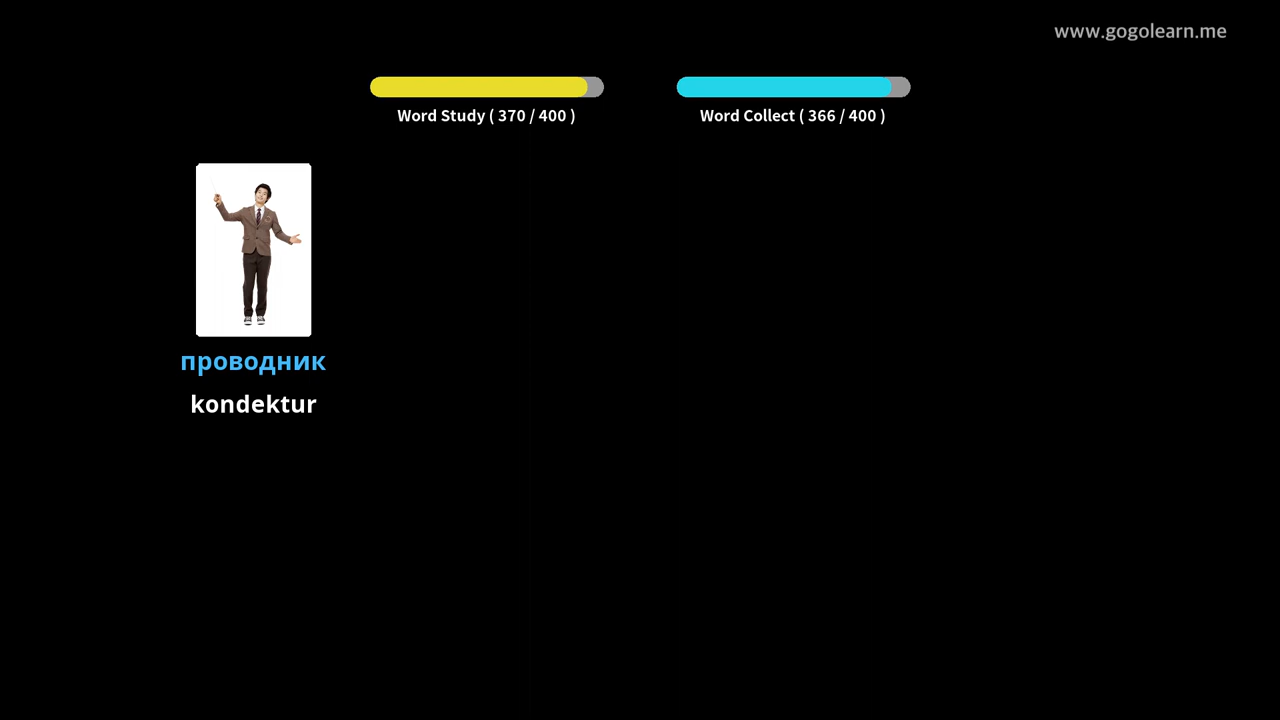 www.gogolearn.me
Word Study ( 370 / 400 )
Word Collect ( 366 / 400 )
проводник
kondektur